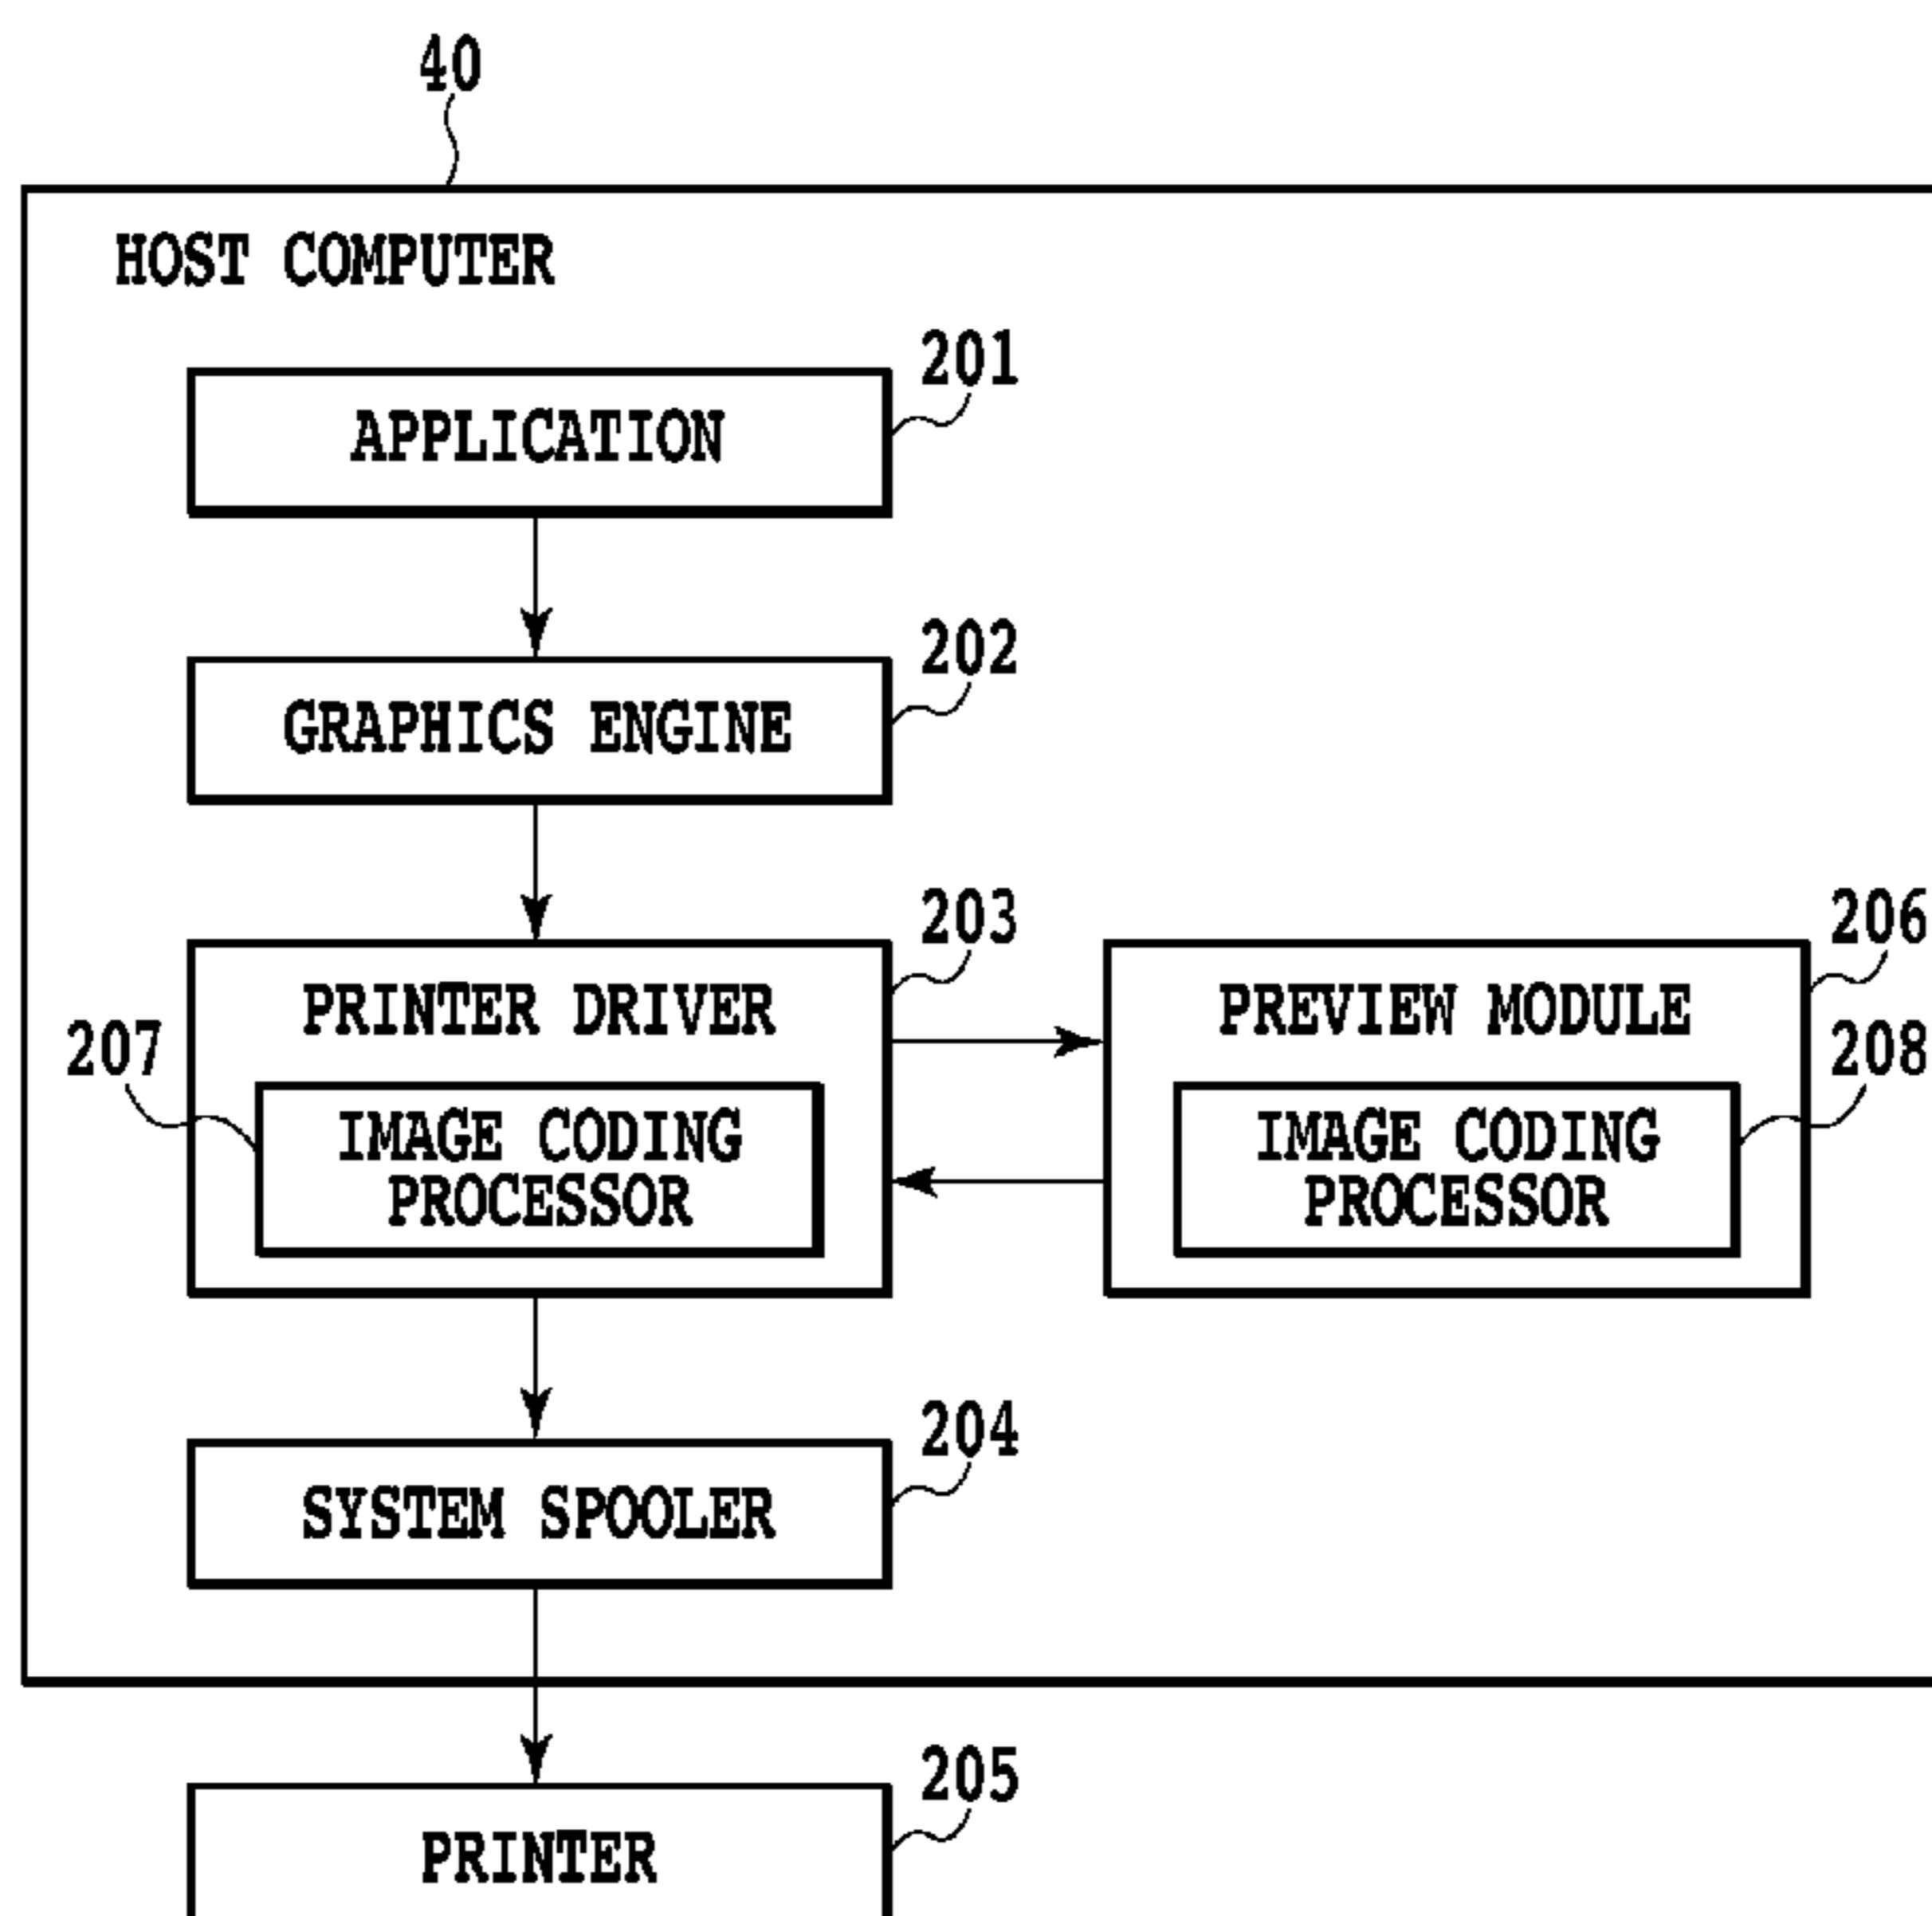 40
HOST COMPUTER
201
APPLICATION
202
GRAPHICS ENGINE
203
206
PRINTER DRIVER
PREVIEW MODULE
207
208
IMAGE CODING
PROCESSOR
IMAGE CODING
PROCESSOR
204
SYSTEM SPOOLER
205
PRINTER